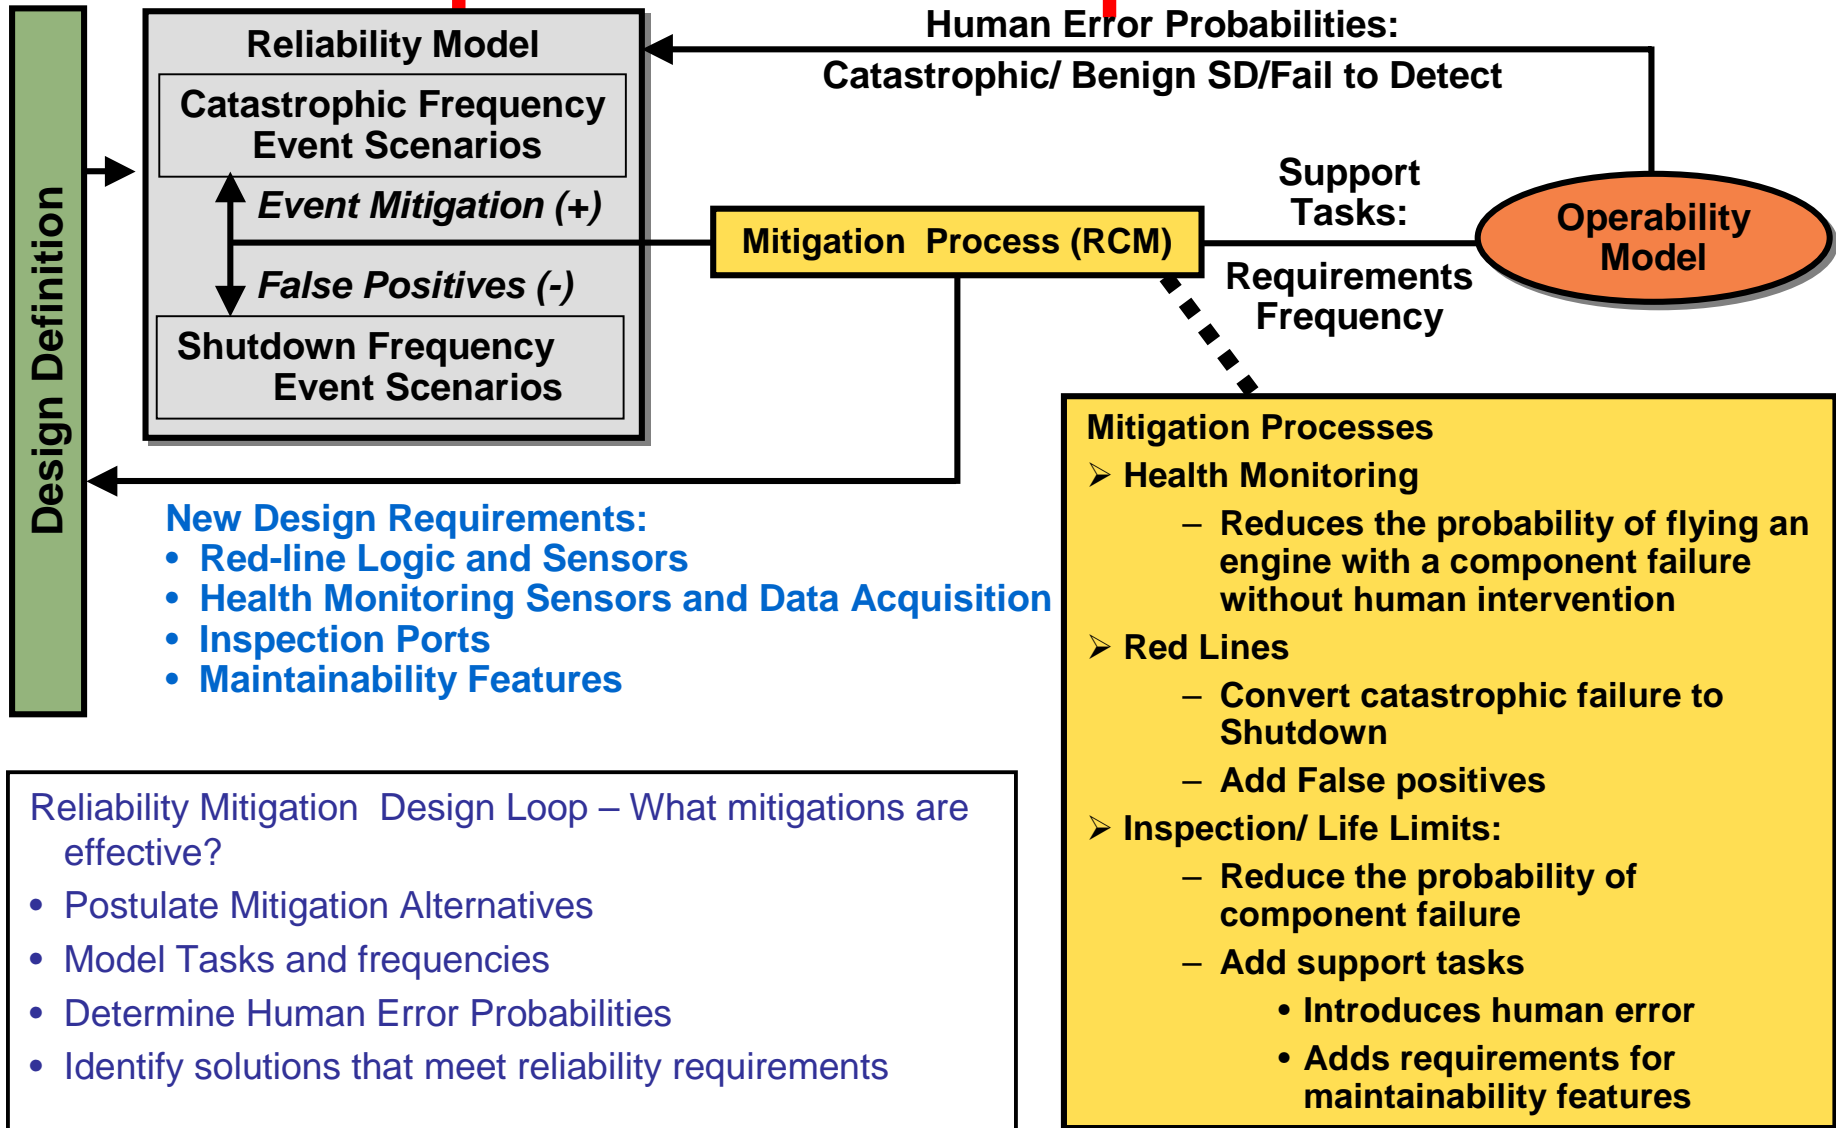 Design Definition
Reliability Model
Catastrophic Frequency
Event Scenarios
Event Mitigation (+)
False Positives (-)
Shutdown Frequency
Event Scenarios
Human Error Probabilities:
Catastrophic/ Benign SD/Fail to Detect
Mitigation  Process (RCM)
Support
Tasks:
Requirements
Frequency
Operability
Model
New Design Requirements:
• Red-line Logic and Sensors
• Health Monitoring Sensors and Data Acquisition
• Inspection Ports
• Maintainability Features
Mitigation Processes
➢ Health Monitoring
– Reduces the probability of flying an
engine with a component failure
without human intervention
➢ Red Lines
– Convert catastrophic failure to
Shutdown
– Add False positives
➢ Inspection/ Life Limits:
– Reduce the probability of
component failure
– Add support tasks
• Introduces human error
• Adds requirements for
maintainability features
Reliability Mitigation  Design Loop – What mitigations are
effective?
• Postulate Mitigation Alternatives
• Model Tasks and frequencies
• Determine Human Error Probabilities
• Identify solutions that meet reliability requirements